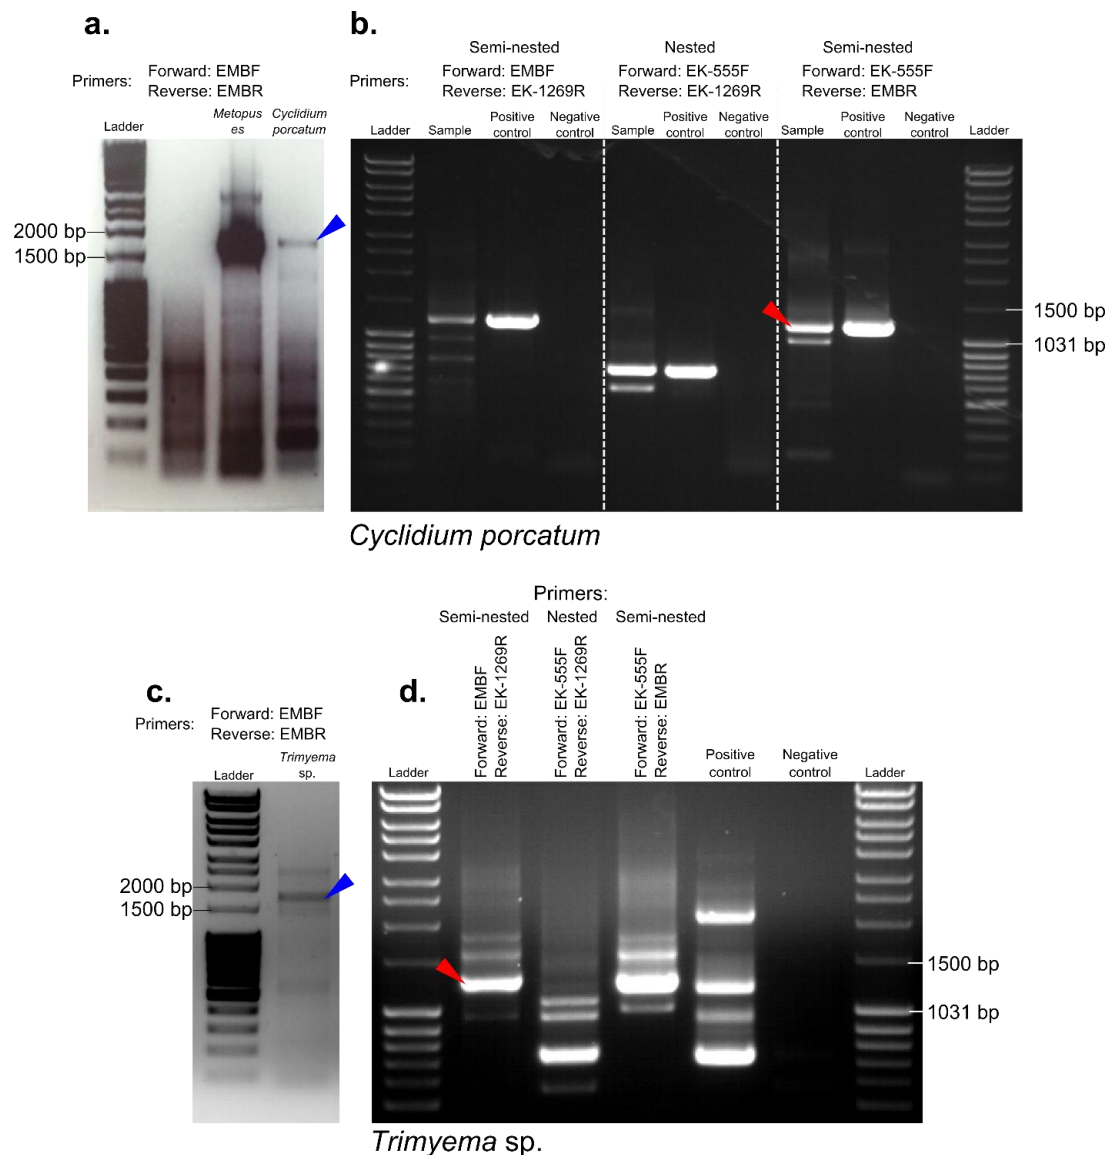 a.
Primers:
Forward: EMBF
Reverse: EMBR
Ladder
Metopus
es
Cyclidium
porcatum
2000 bp
1500 bp
b.
Semi-nested
Nested
Semi-nested
Primers:
Forward: EMBF
Reverse: EK-1269R
Forward: EK-555F
Reverse: EK-1269R
Forward: EK-555F
Reverse: EMBR
Ladder
Sample
Positive
control
Negative
control
Sample
Positive
control
Negative
control
Sample
Positive
control
Negative
control
Ladder
1500 bp
1031 bp
Cyclidium porcatum
c.
Primers:
Forward: EMBF
Reverse: EMBR
Ladder
Trimyema
sp.
2000 bp
1500 bp
d.
Primers:
Semi-nested
Nested
Semi-nested
Forward: EMBF
Reverse: EK-1269R
Forward: EK-555F
Reverse: EK-1269R
Forward: EK-555F
Reverse: EMBR
Ladder
Positive
control
Negative
control
Ladder
1500 bp
1031 bp
Trimyema sp.